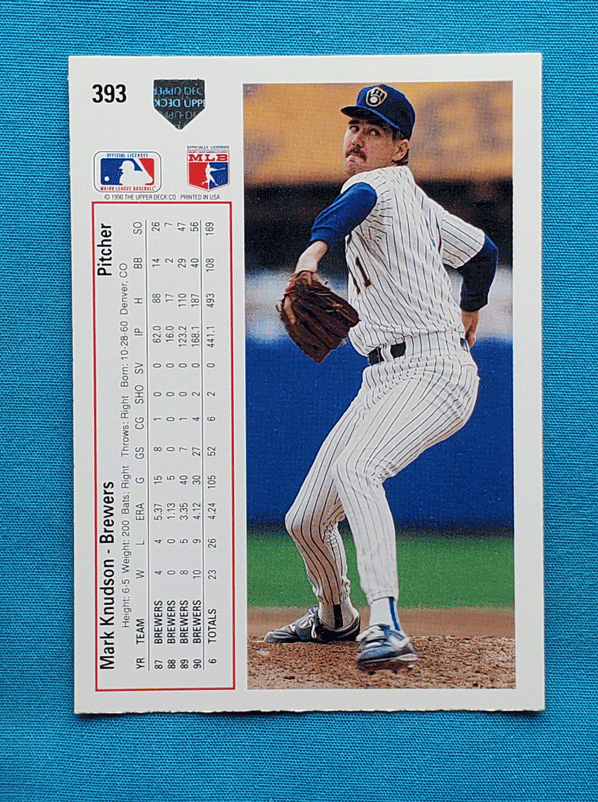 393
DEC UPPER
UPPER DECK
OFFICIAL LICENSEE
MAJOR LEAGUE BASEBALL
OFFICIALLY LICENSED
MLB
© 1990 THE UPPER DECK CO. PRINTED IN USA
Mark Knudson - Brewers Pitcher
Height: 6-5 Weight: 200 Bats: Right Throws: Right Born: 10-28-60 Denver, CO
YR TEAM W L ERA G GS CG SHO SV IP H BB SO
87 BREWERS 4 4 5.37 15 8 1 0 0 62.0 88 14 26
88 BREWERS 0 0 1.13 5 0 0 0 0 16.0 17 2 7
89 BREWERS 8 5 3.35 40 7 1 0 0 123.2 110 29 47
90 BREWERS 10 9 4.12 30 27 4 2 0 168.1 187 40 56
6 TOTALS 23 26 4.24 105 52 6 2 0 441.1 493 108 169